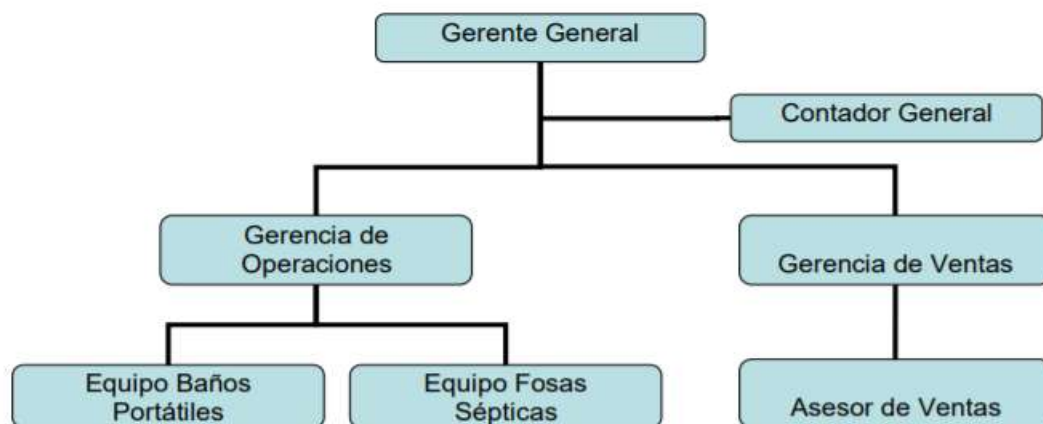 Gerente General
Contador General
Gerencia de
Operaciones
Gerencia de Ventas
Equipo Baños
Portátiles
Equipo Fosas
Sépticas
Asesor de Ventas